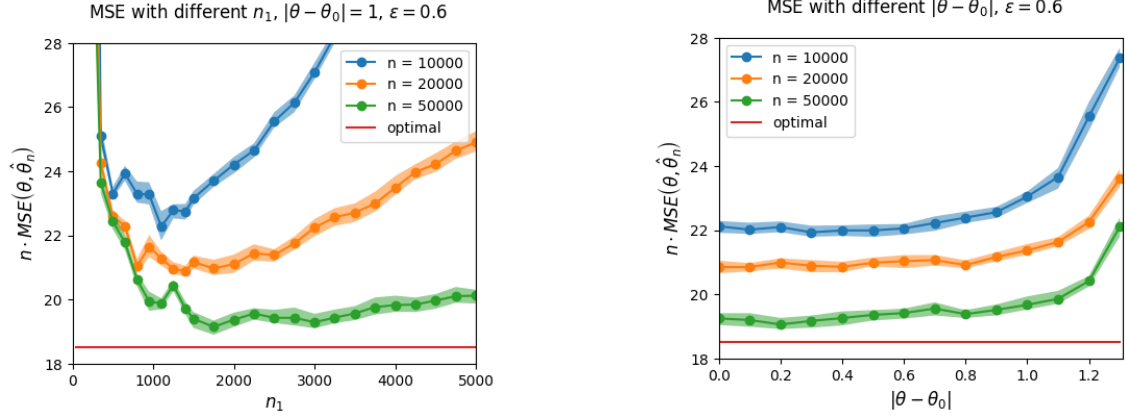 MSE with different n₁, |θ − θ₀| = 1, ε = 0.6
28
26
24
22
20
18
n · MSE(θ, θ̂ₙ)
n = 10000
n = 20000
n = 50000
optimal
0 1000 2000 3000 4000 5000
n₁
MSE with different |θ − θ₀|, ε = 0.6
28
26
24
22
20
18
n · MSE(θ, θ̂ₙ)
n = 10000
n = 20000
n = 50000
optimal
0.0 0.2 0.4 0.6 0.8 1.0 1.2
|θ − θ₀|